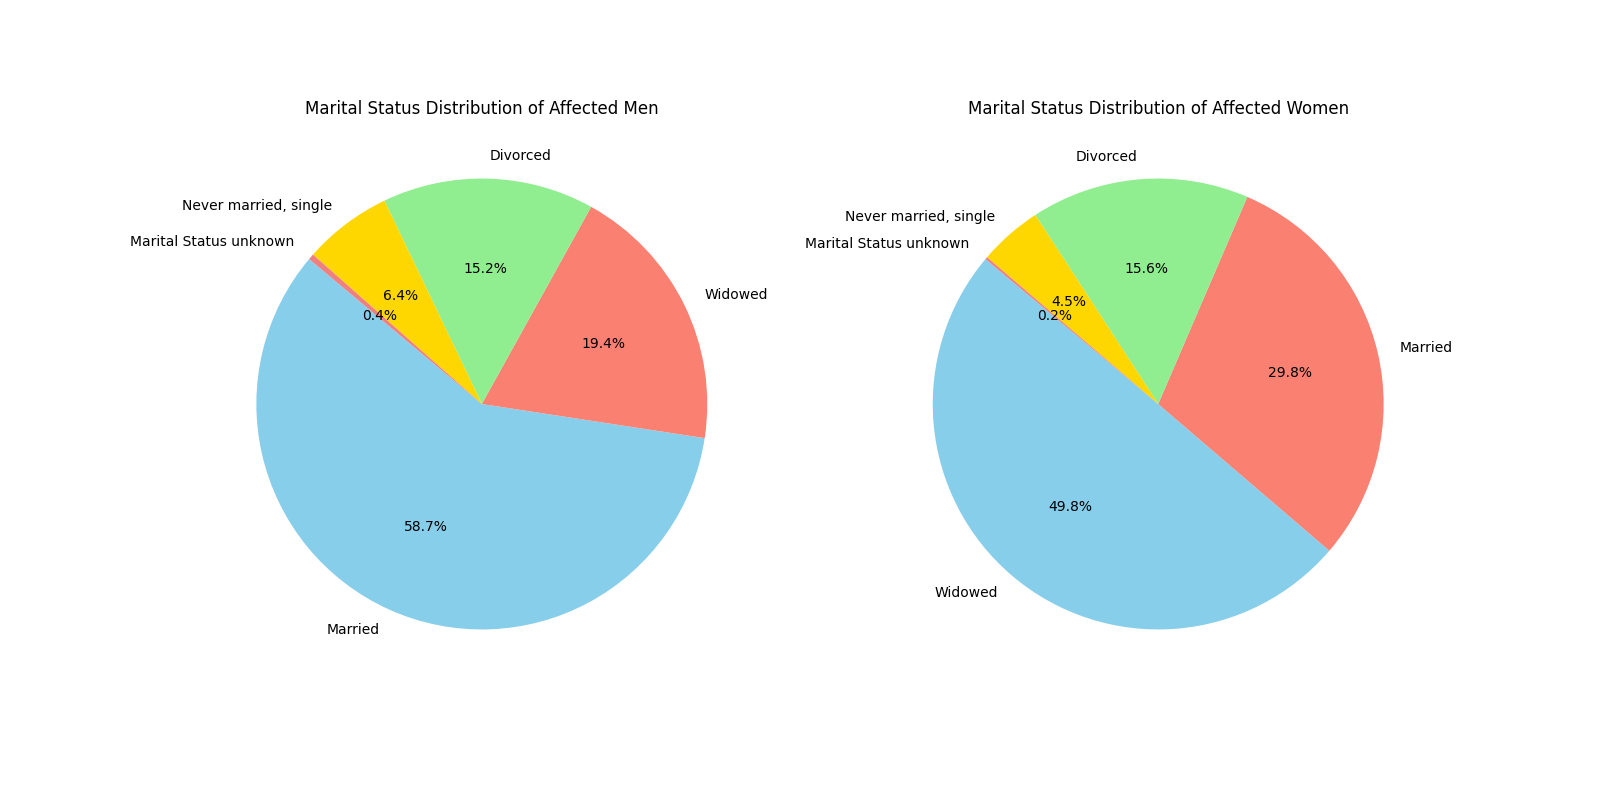 Marital Status Distribution of Affected Men
Divorced
Never married, single
Marital Status unknown
Widowed
Married
15.2%
6.4%
0.4%
19.4%
58.7%
Marital Status Distribution of Affected Women
Divorced
Never married, single
Marital Status unknown
Married
Widowed
15.6%
4.5%
0.2%
29.8%
49.8%